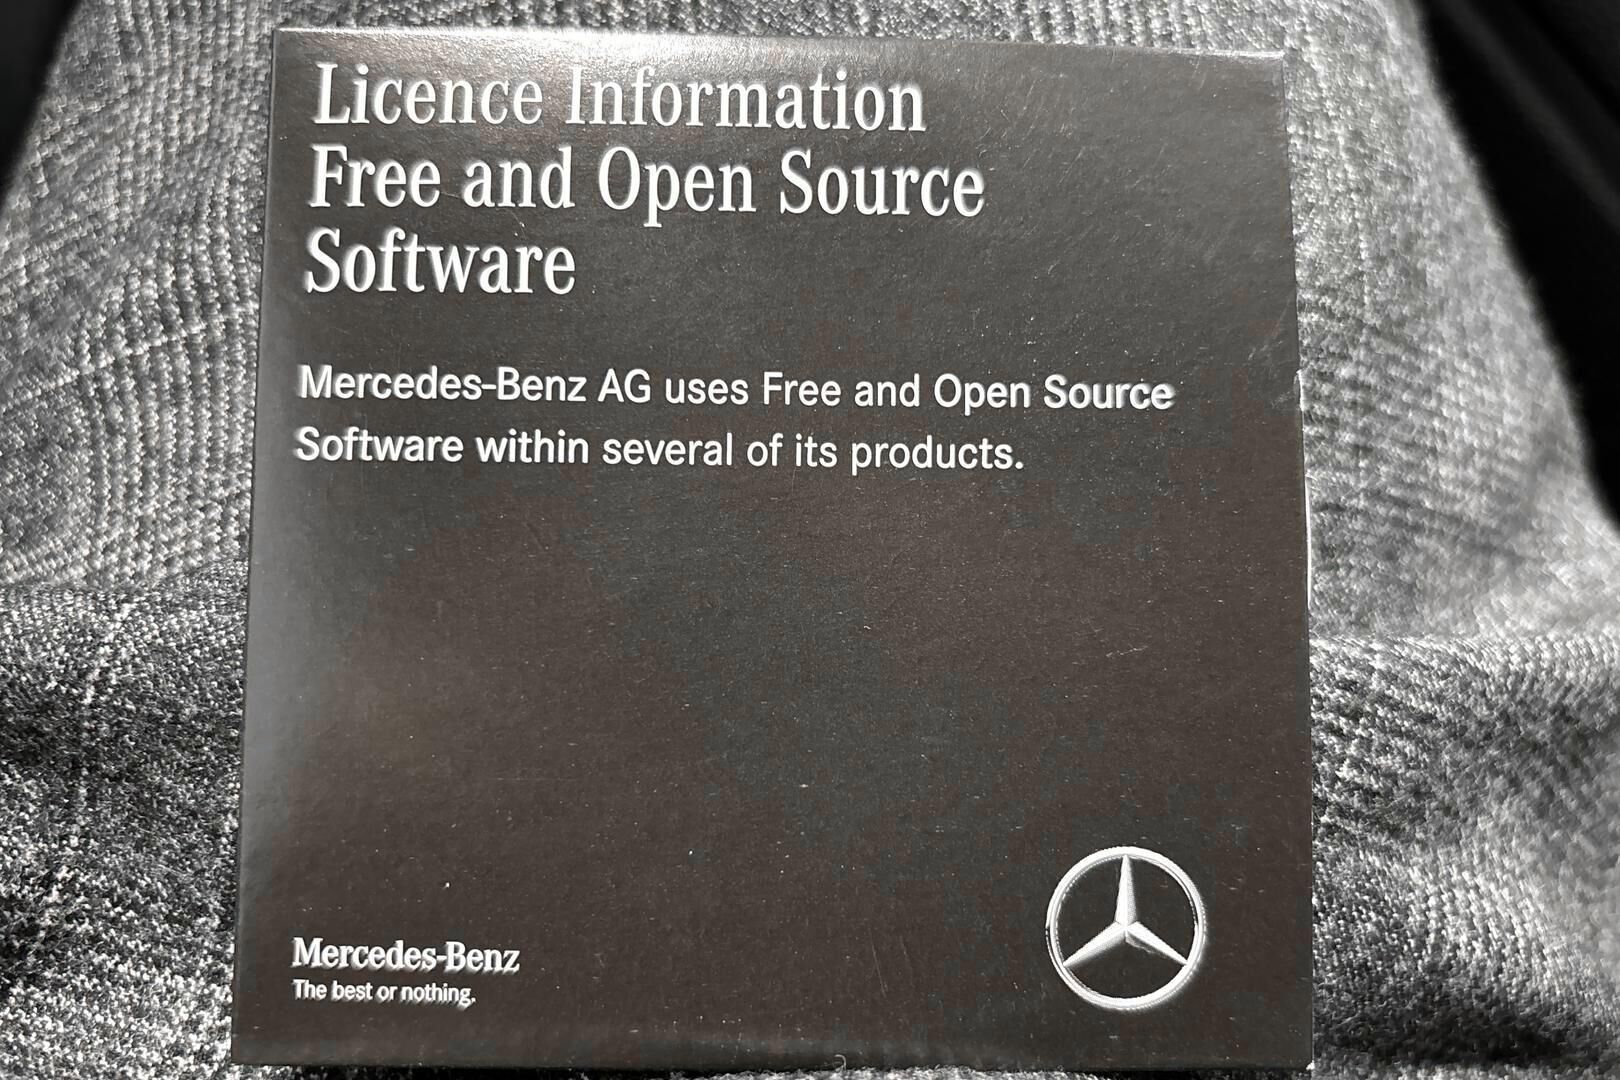 Licence Information
Free and Open Source
Software
Mercedes-Benz AG uses Free and Open Source
Software within several of its products.
Mercedes-Benz
The best or nothing.